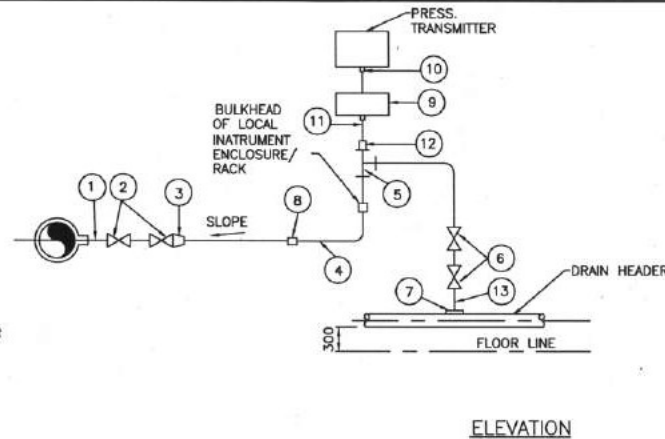 PRESS.
TRANSMITTER
10
9
BULKHEAD
OF LOCAL
INATRUMENT
ENCLOSURE/
RACK
11
12
5
1
2
3
SLOPE
8
4
6
7
13
DRAIN HEADER
300
FLOOR LINE
ELEVATION